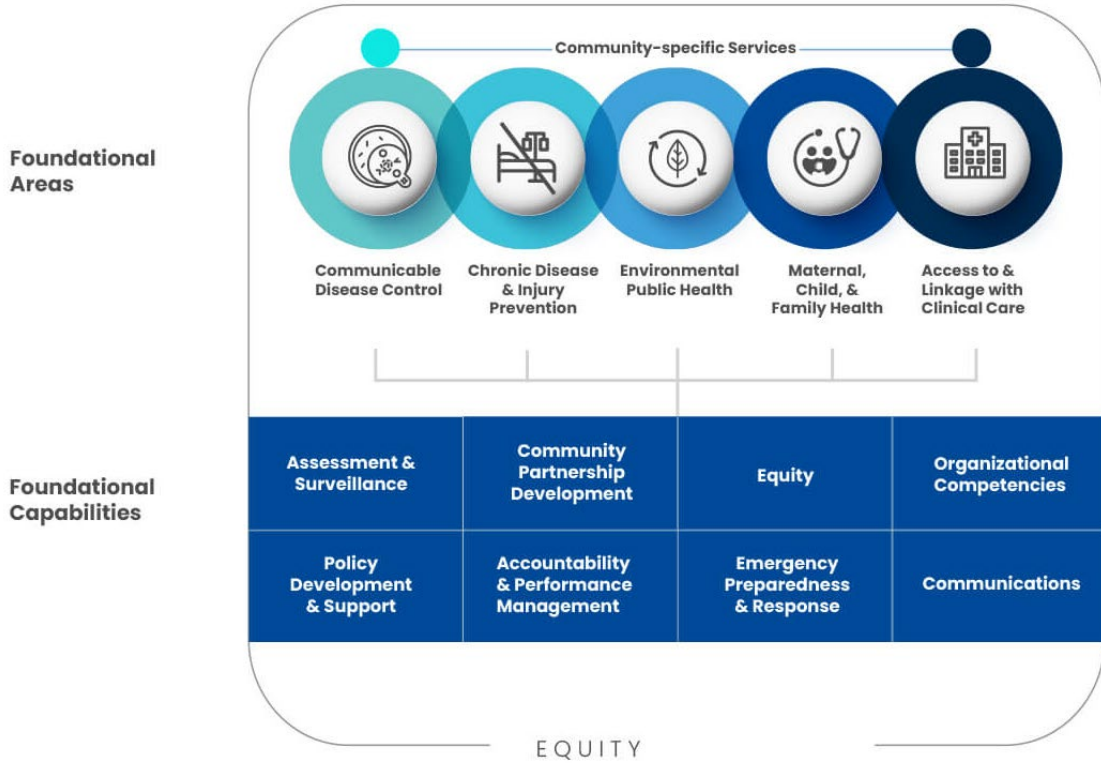 Community-specific Services
Foundational
Areas
Communicable
Disease Control
Chronic Disease
& Injury
Prevention
Environmental
Public Health
Maternal,
Child, &
Family Health
Access to &
Linkage with
Clinical Care
Foundational
Capabilities
Assessment &
Surveillance
Community
Partnership
Development
Equity
Organizational
Competencies
Policy
Development
& Support
Accountability
& Performance
Management
Emergency
Preparedness
& Response
Communications
EQUITY